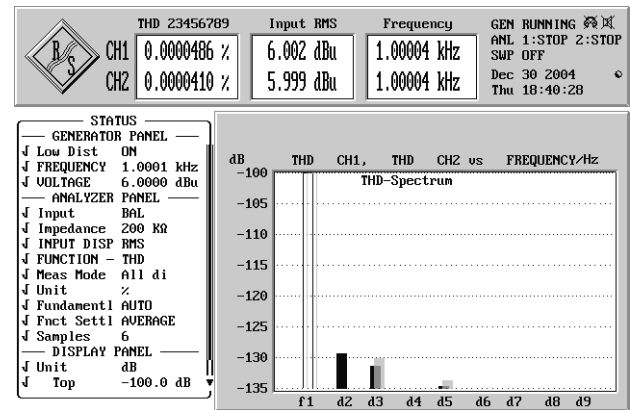 THD 23456789 Input RMS Frequency
R S
CH1 0.0000486 % 6.002 dBu 1.00004 kHz
CH2 0.0000410 % 5.999 dBu 1.00004 kHz
GEN RUNNING
ANL 1:STOP 2:STOP
SWP OFF
Dec 30 2004
Thu 18:40:28
STATUS
GENERATOR PANEL
√ Low Dist ON
√ FREQUENCY 1.0001 kHz
√ VOLTAGE 6.0000 dBu
ANALYZER PANEL
√ Input BAL
√ Impedance 200 KΩ
√ INPUT DISP RMS
√ FUNCTION - THD
√ Meas Mode All di
√ Unit %
√ Fundamentl AUTO
√ Fnct Settl AVERAGE
√ Samples 6
DISPLAY PANEL
√ Unit dB
√ Top -100.0 dB
dB THD CH1, THD CH2 vs FREQUENCY/Hz
THD-Spectrum
-100
-105
-110
-115
-120
-125
-130
-135
f1 d2 d3 d4 d5 d6 d7 d8 d9